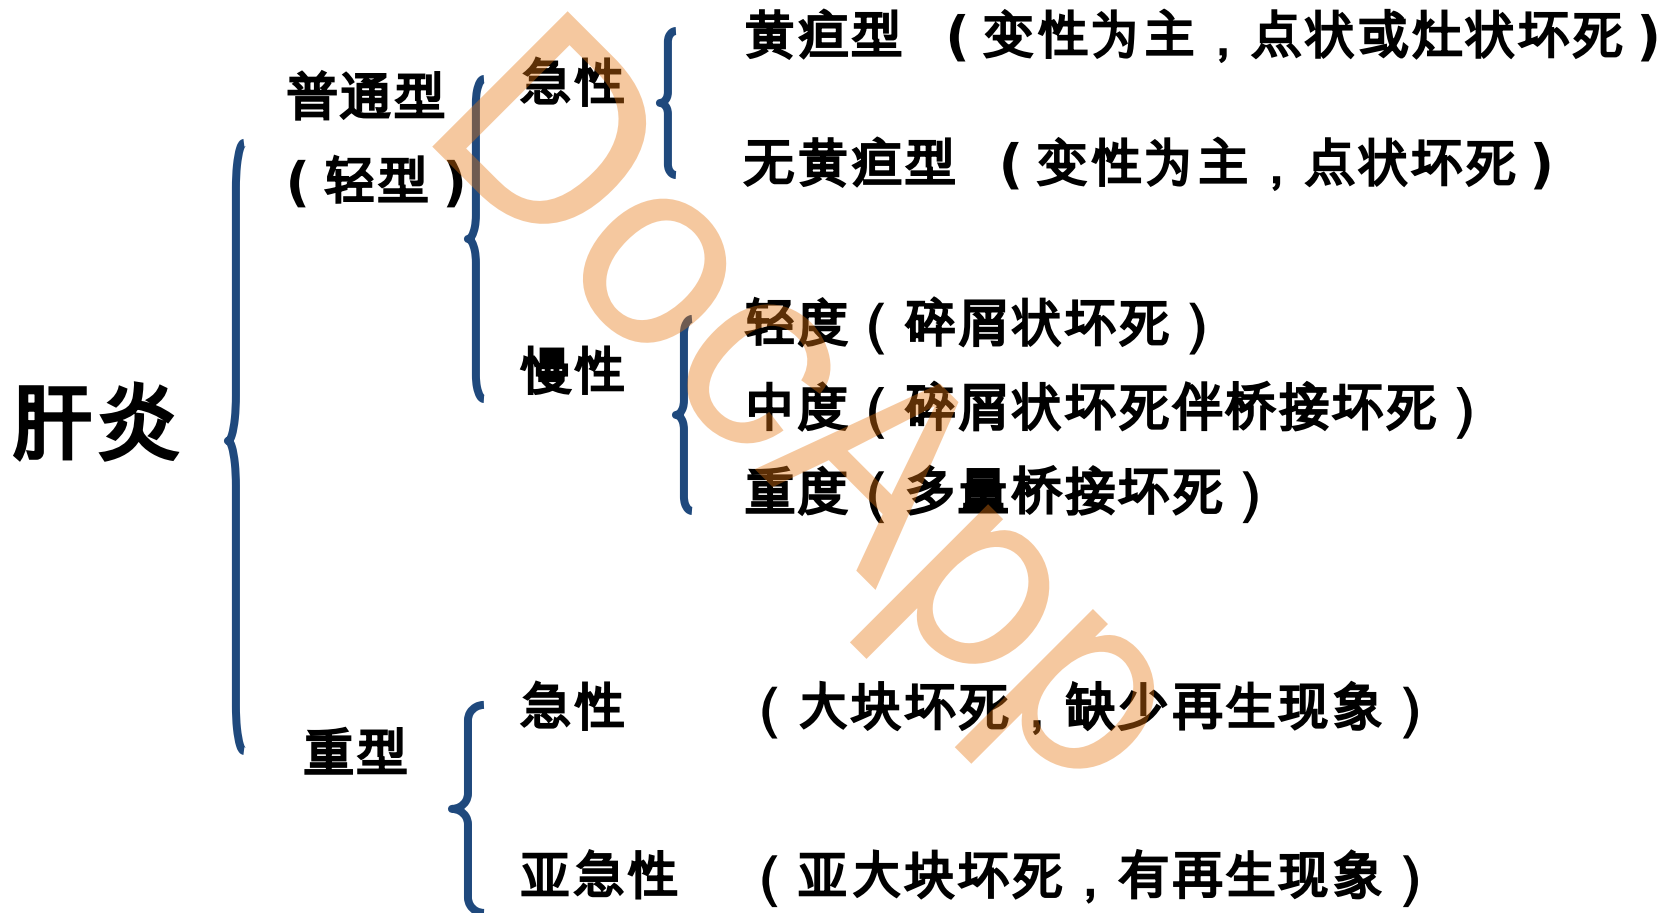 黄疸型 (变性为主,点状或灶状坏死)
急性
普通型
(轻型)
无黄疸型 (变性为主,点状坏死)
轻度(碎屑状坏死)
慢性
中度(碎屑状坏死伴桥接坏死)
肝炎
重度(多量桥接坏死)
急性 (大块坏死,缺少再生现象)
重型
亚急性 (亚大块坏死,有再生现象)
DocApp